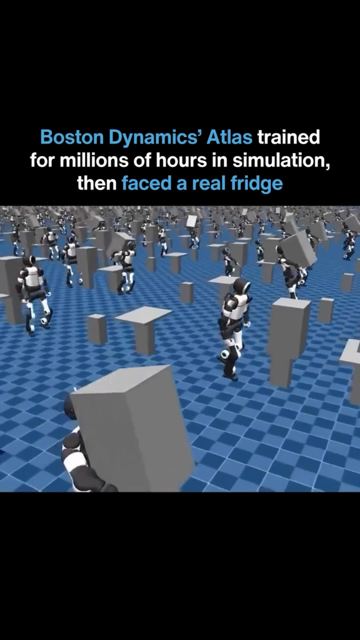 Boston Dynamics’ Atlas trained
for millions of hours in simulation,
then faced a real fridge